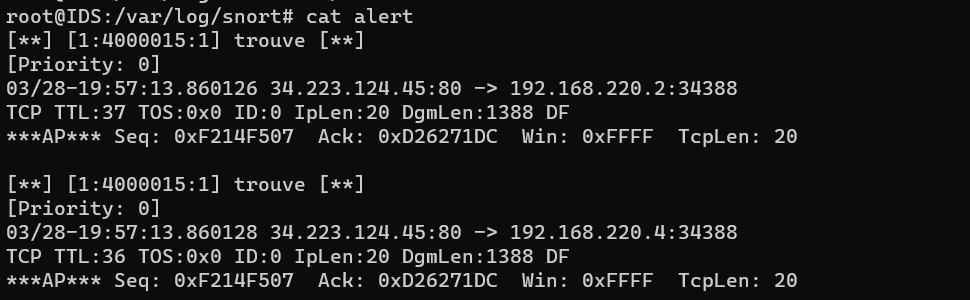 root@IDS:/var/log/snort# cat alert
[**] [1:4000015:1] trouve [**]
[Priority: 0]
03/28-19:57:13.860126 34.223.124.45:80 -> 192.168.220.2:34388
TCP TTL:37 TOS:0x0 ID:0 IpLen:20 DgmLen:1388 DF
***AP*** Seq: 0xF214F507  Ack: 0xD26271DC  Win: 0xFFFF  TcpLen: 20

[**] [1:4000015:1] trouve [**]
[Priority: 0]
03/28-19:57:13.860128 34.223.124.45:80 -> 192.168.220.4:34388
TCP TTL:36 TOS:0x0 ID:0 IpLen:20 DgmLen:1388 DF
***AP*** Seq: 0xF214F507  Ack: 0xD26271DC  Win: 0xFFFF  TcpLen: 20